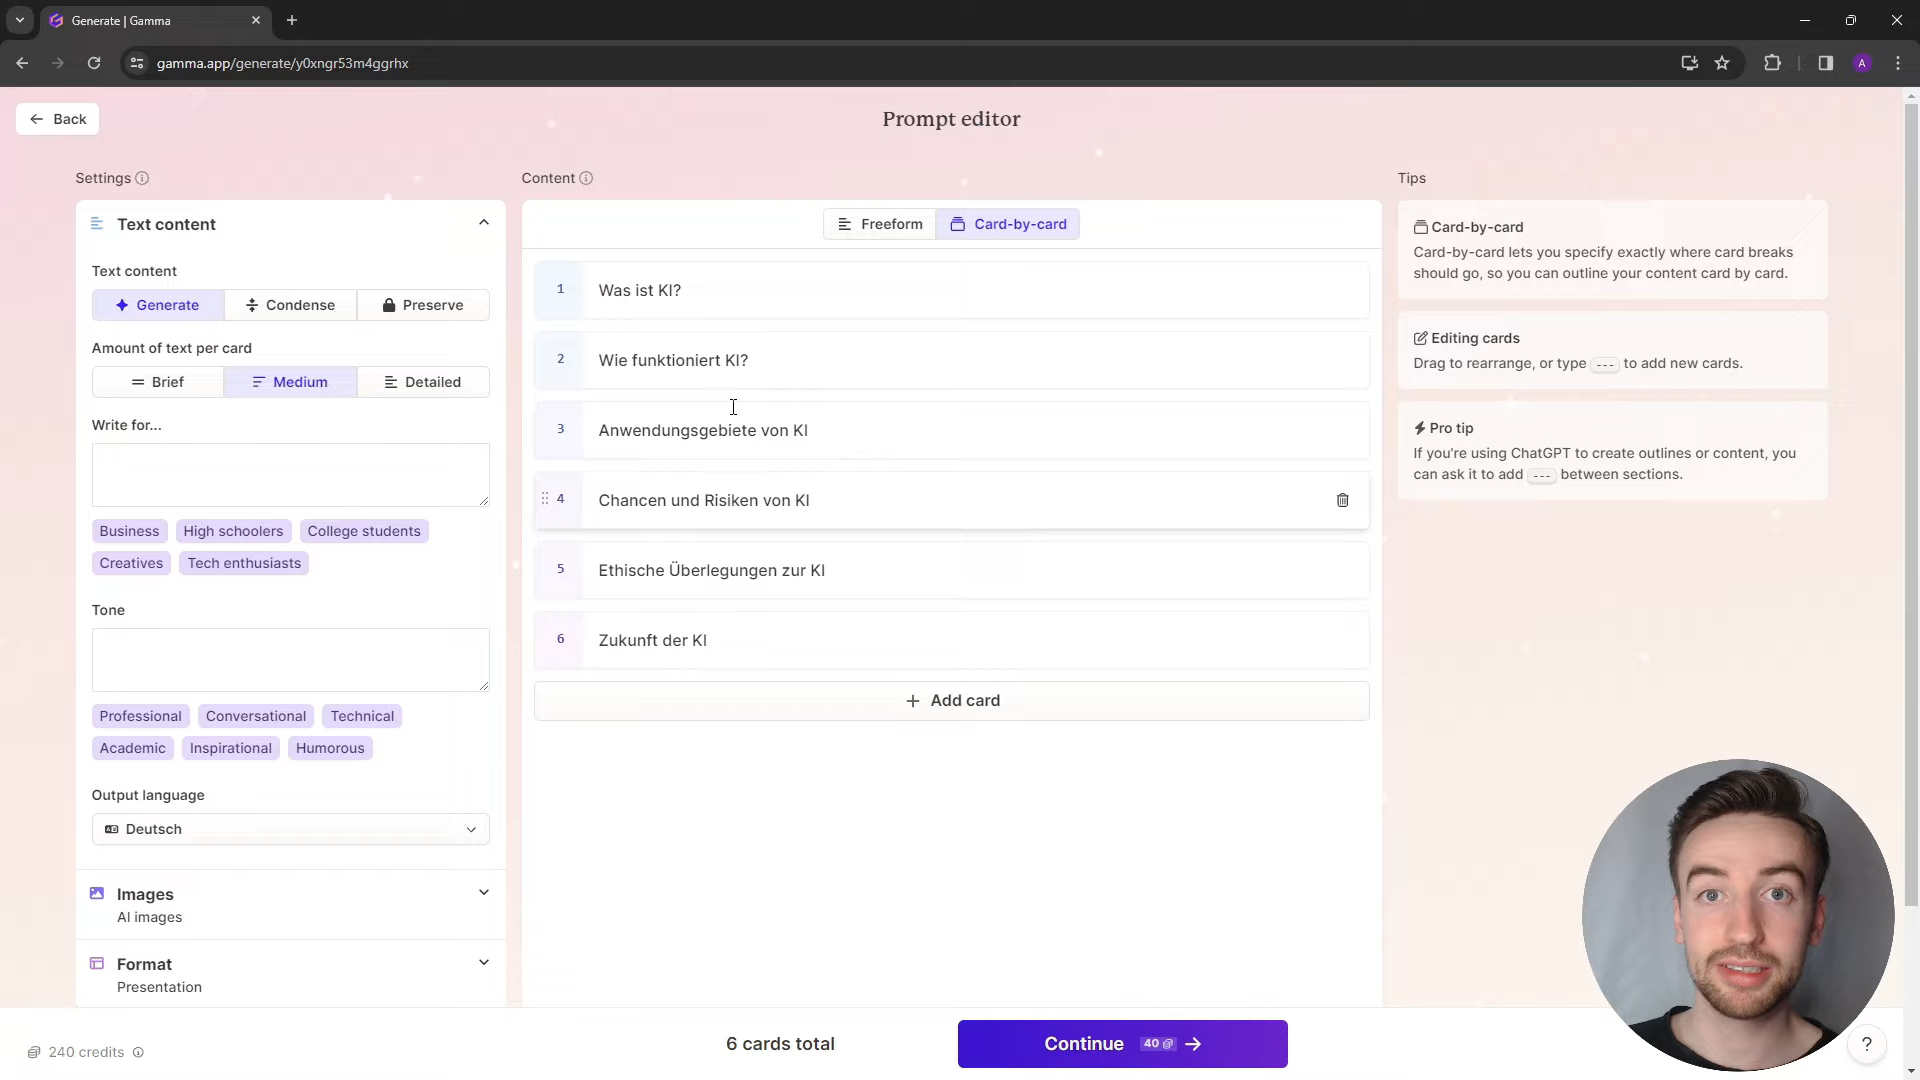 Generate | Gamma
gamma.app/generate/y0xngr53m4ggrhx
A
Back
Prompt editor
Settings
Text content
Text content
Generate
Condense
Preserve
Amount of text per card
Brief
Medium
Detailed
Write for...
Business
High schoolers
College students
Creatives
Tech enthusiasts
Tone
Professional
Conversational
Technical
Academic
Inspirational
Humorous
Output language
Deutsch
Images
AI images
Format
Presentation
240 credits
Content
Freeform
Card-by-card
1 Was ist KI?
2 Wie funktioniert KI?
3 Anwendungsgebiete von KI
4 Chancen und Risiken von KI
5 Ethische Überlegungen zur KI
6 Zukunft der KI
+ Add card
6 cards total
Continue 40
Tips
Card-by-card
Card-by-card lets you specify exactly where card breaks
should go, so you can outline your content card by card.
Editing cards
Drag to rearrange, or type --- to add new cards.
Pro tip
If you're using ChatGPT to create outlines or content, you
can ask it to add --- between sections.
?